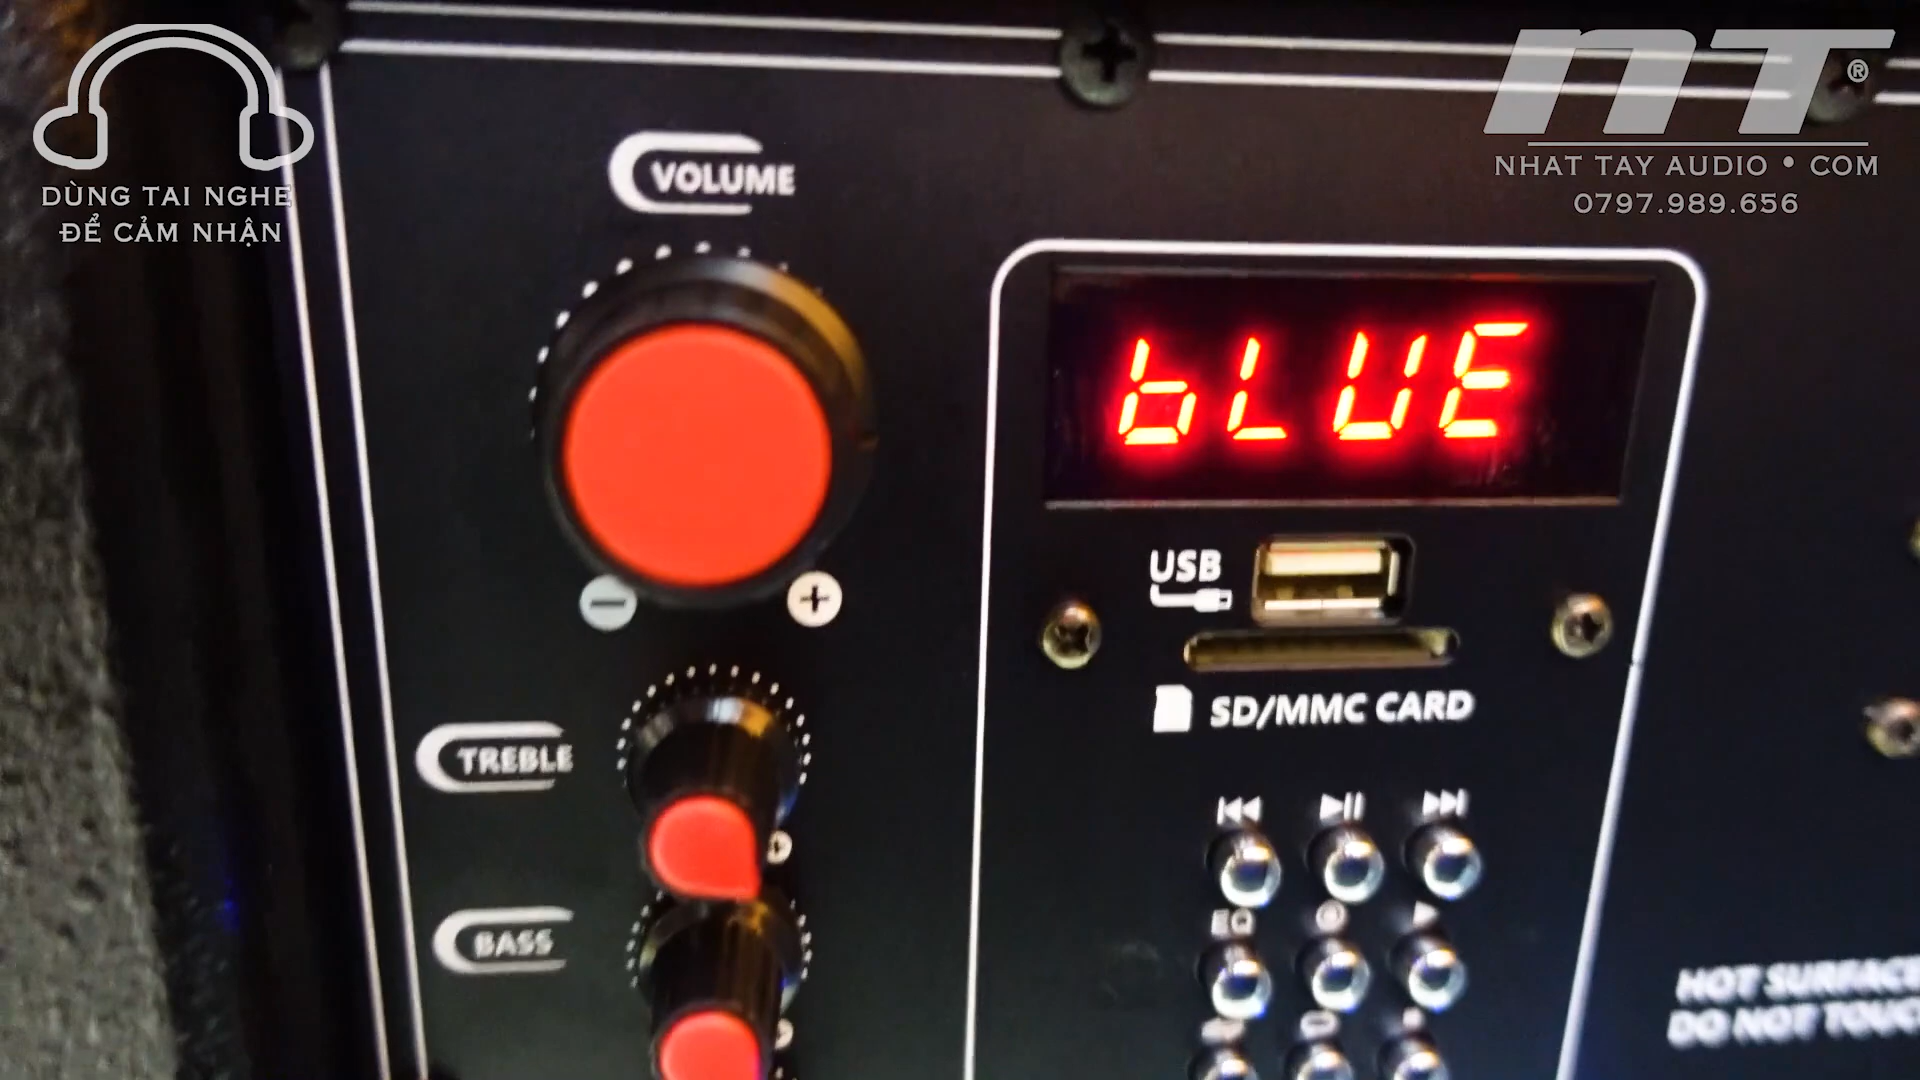 DÙNG TAI NGHE
ĐỂ CẢM NHẬN
NT®
NHAT TAY AUDIO • COM
0797.989.656
VOLUME
bLUE
USB
SD/MMC CARD
TREBLE
EQ
BASS
HOT SURFACE
DO NOT TOUC